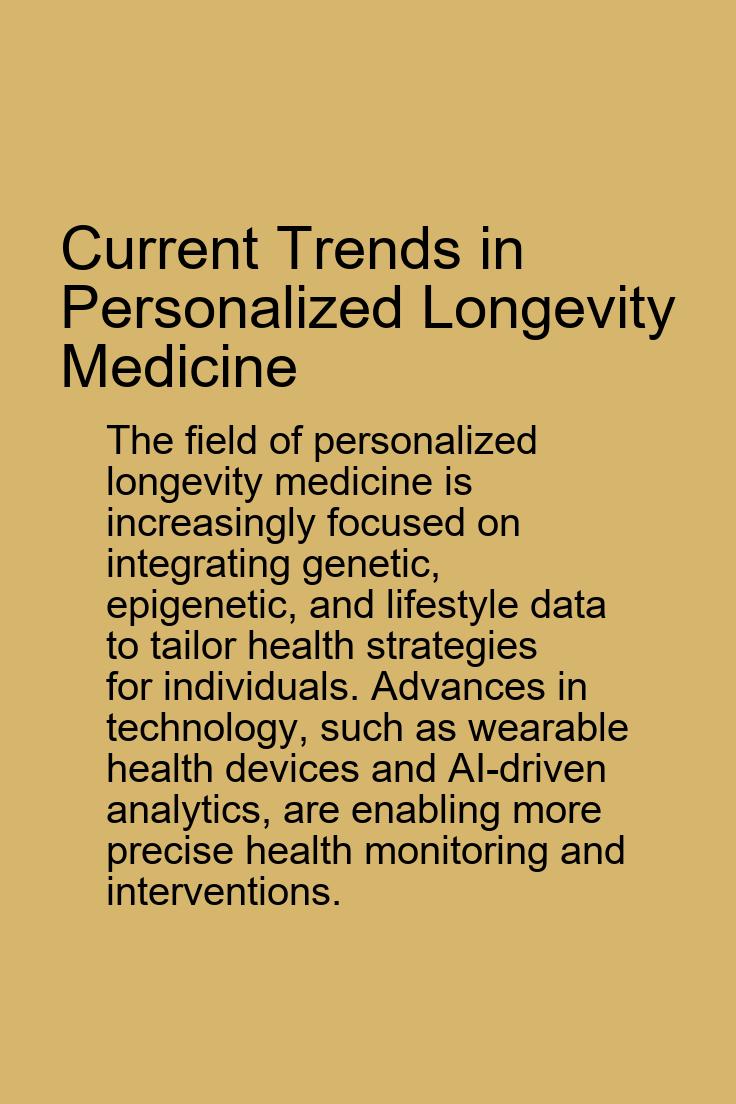 Current Trends in
Personalized Longevity
Medicine
The field of personalized
longevity medicine is
increasingly focused on
integrating genetic,
epigenetic, and lifestyle data
to tailor health strategies
for individuals. Advances in
technology, such as wearable
health devices and AI-driven
analytics, are enabling more
precise health monitoring and
interventions.